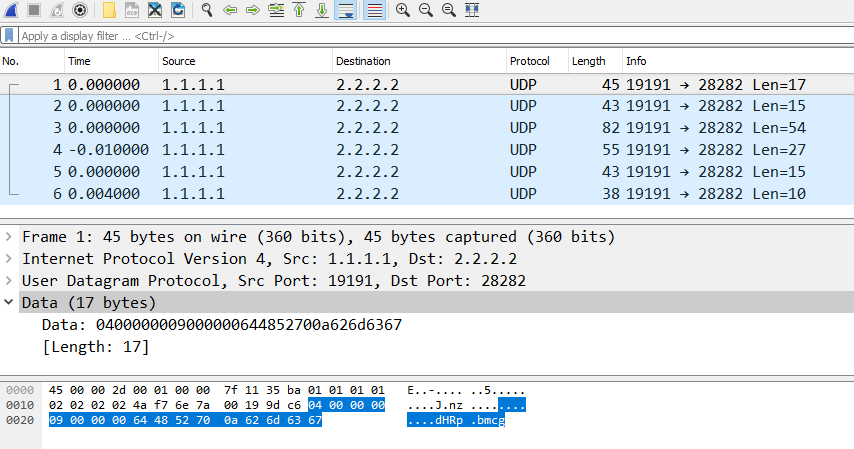 Apply a display filter ... <Ctrl-/>
No. Time Source Destination Protocol Length Info
1 0.000000 1.1.1.1 2.2.2.2 UDP 45 19191 → 28282 Len=17
2 0.000000 1.1.1.1 2.2.2.2 UDP 43 19191 → 28282 Len=15
3 0.000000 1.1.1.1 2.2.2.2 UDP 82 19191 → 28282 Len=54
4 -0.010000 1.1.1.1 2.2.2.2 UDP 55 19191 → 28282 Len=27
5 0.000000 1.1.1.1 2.2.2.2 UDP 43 19191 → 28282 Len=15
6 0.004000 1.1.1.1 2.2.2.2 UDP 38 19191 → 28282 Len=10
Frame 1: 45 bytes on wire (360 bits), 45 bytes captured (360 bits)
Internet Protocol Version 4, Src: 1.1.1.1, Dst: 2.2.2.2
User Datagram Protocol, Src Port: 19191, Dst Port: 28282
Data (17 bytes)
Data: 0400000009000000644852700a626d6367
[Length: 17]
0000 45 00 00 2d 00 01 00 00 7f 11 35 ba 01 01 01 01 E..-.... ..5.....
0010 02 02 02 02 4a f7 6e 7a 00 19 9d c6 04 00 00 00 ....J.nz ........
0020 09 00 00 00 64 48 52 70 0a 62 6d 63 67 ....dHRp .bmcg